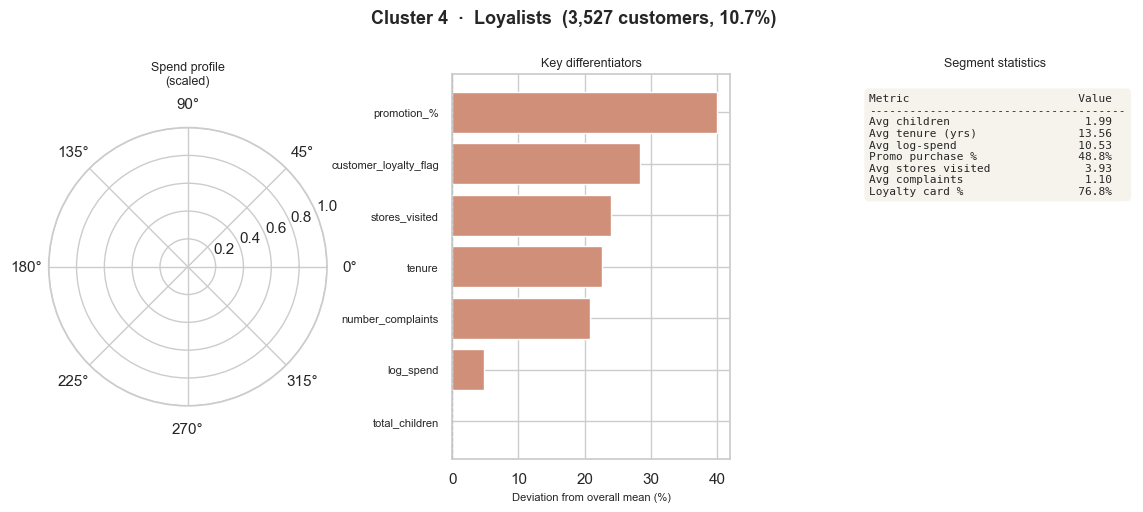 Cluster 4  ·  Loyalists  (3,527 customers, 10.7%)
Spend profile
(scaled)
90°
135°
45°
1.0
0.8
0.6
0.4
0.2
180°
0°
225°
315°
270°
Key differentiators
promotion_%
customer_loyalty_flag
stores_visited
tenure
number_complaints
log_spend
total_children
0 10 20 30 40
Deviation from overall mean (%)
Segment statistics
Metric Value
--------------------------------------
Avg children 1.99
Avg tenure (yrs) 13.56
Avg log-spend 10.53
Promo purchase % 48.8%
Avg stores visited 3.93
Avg complaints 1.10
Loyalty card % 76.8%